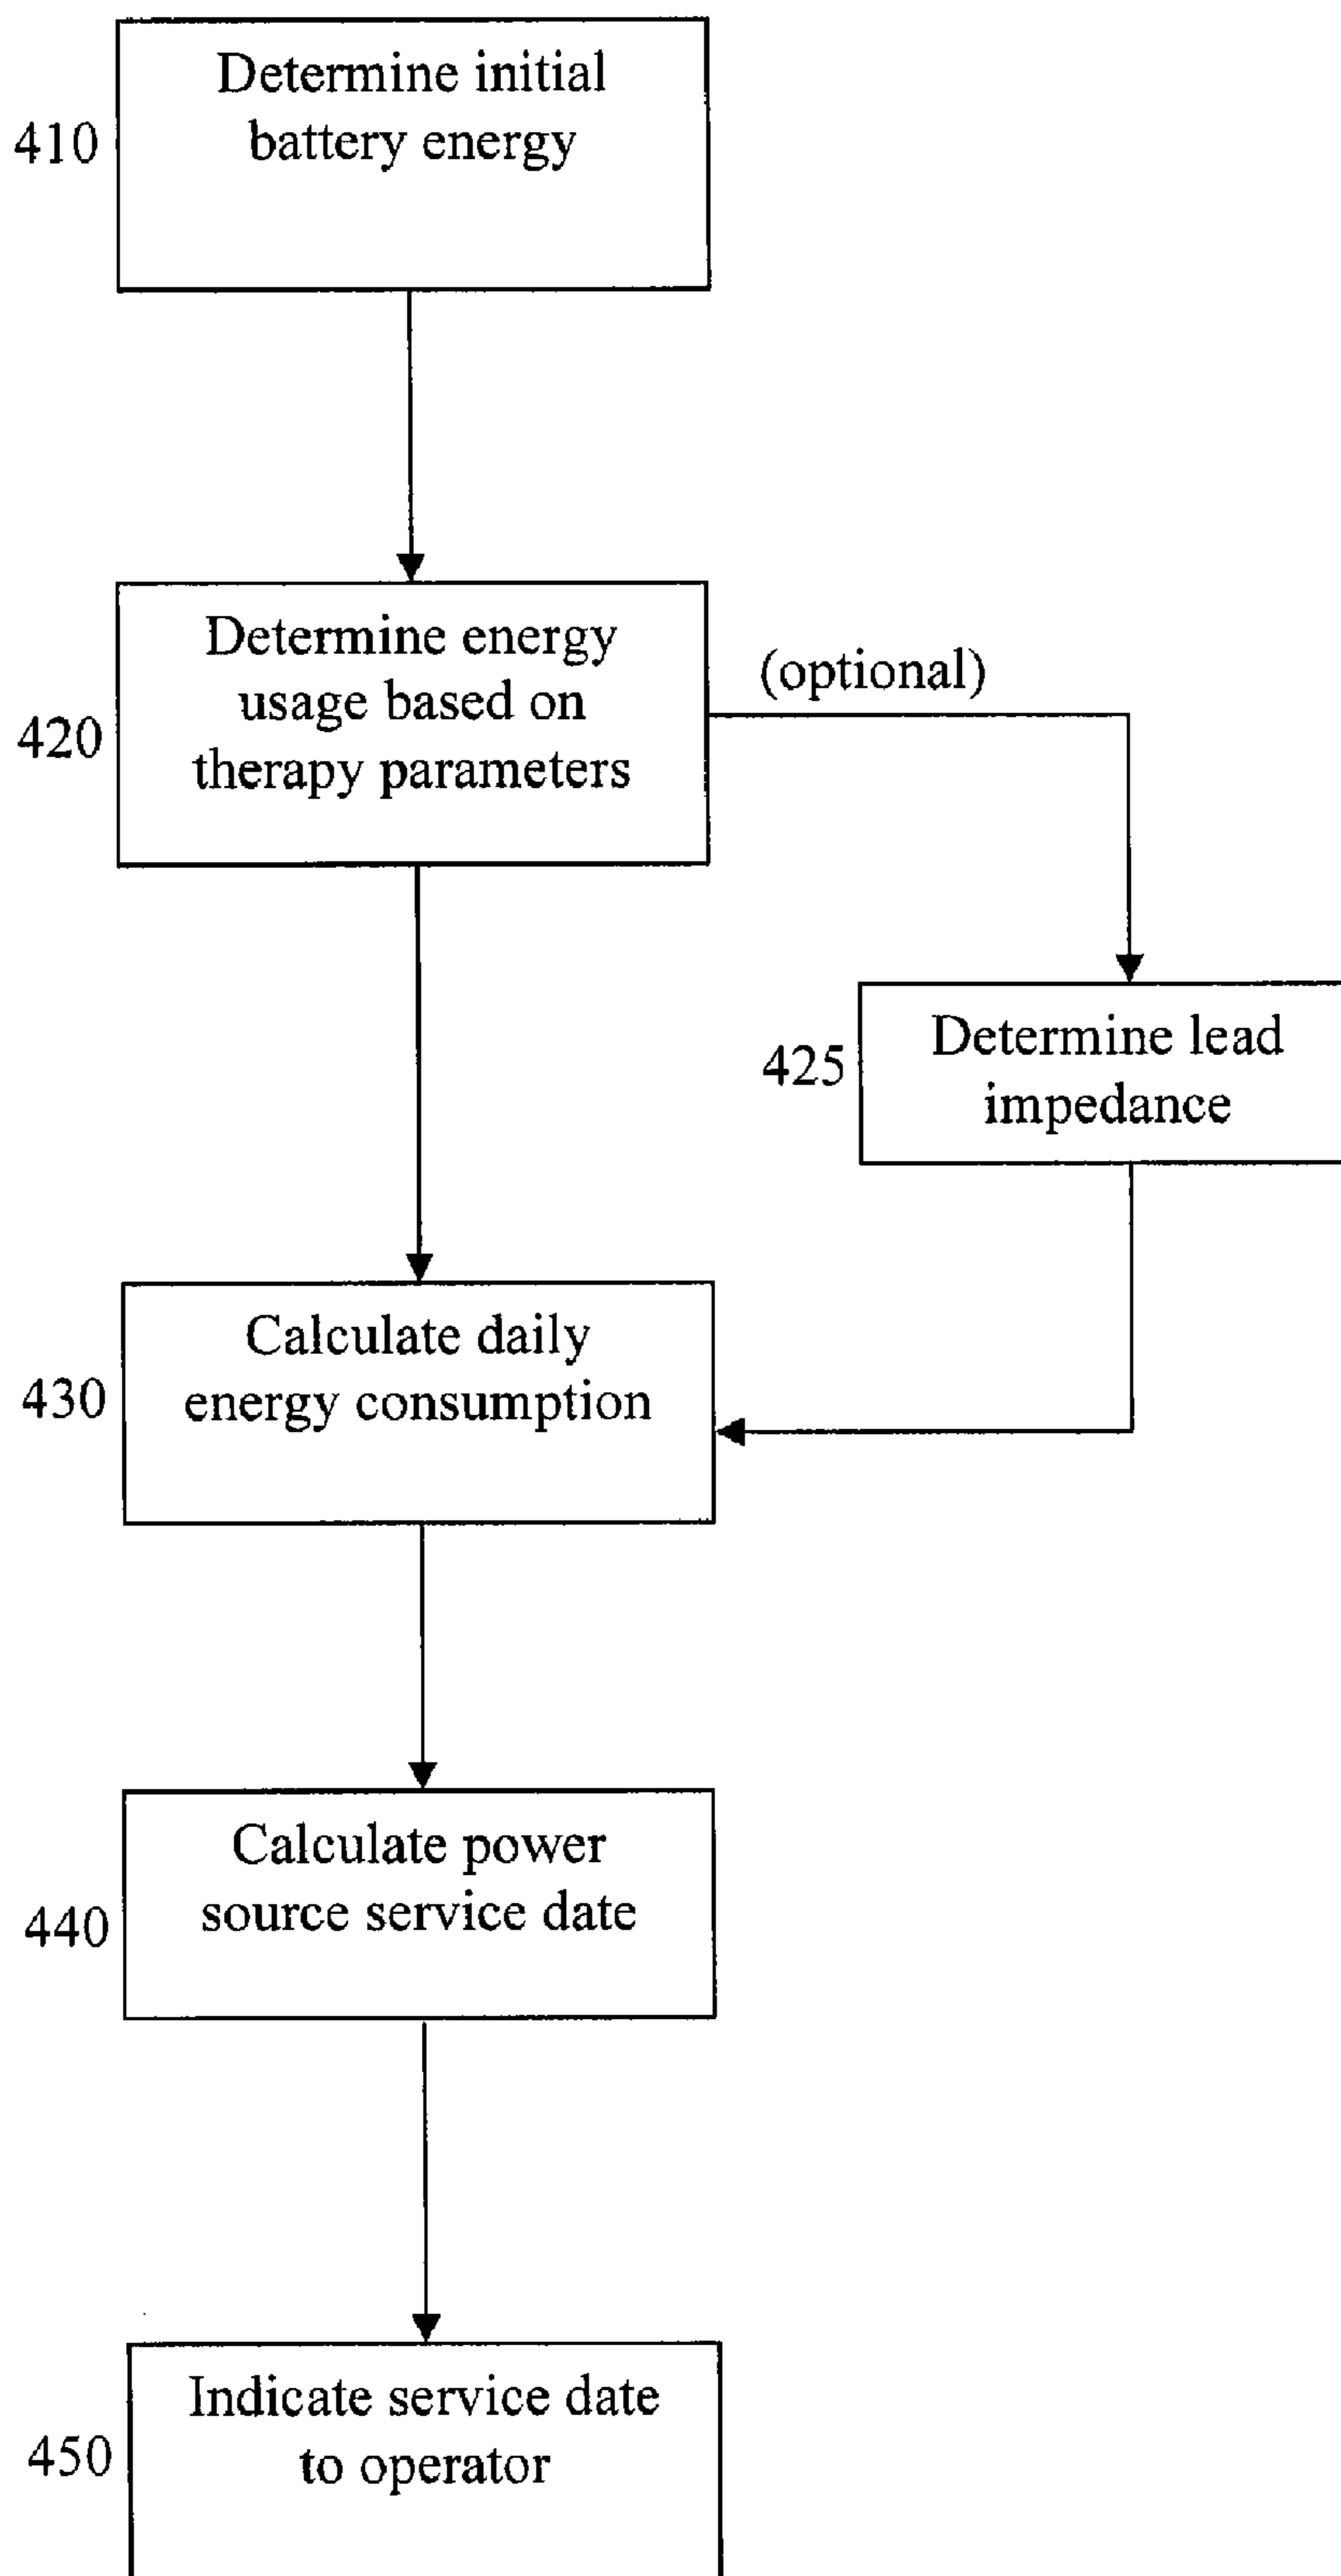 Determine initial
battery energy
410
Determine energy
usage based on
therapy parameters
420
(optional)
Determine lead
impedance
425
Calculate daily
energy consumption
430
Calculate power
source service date
440
Indicate service date
to operator
450